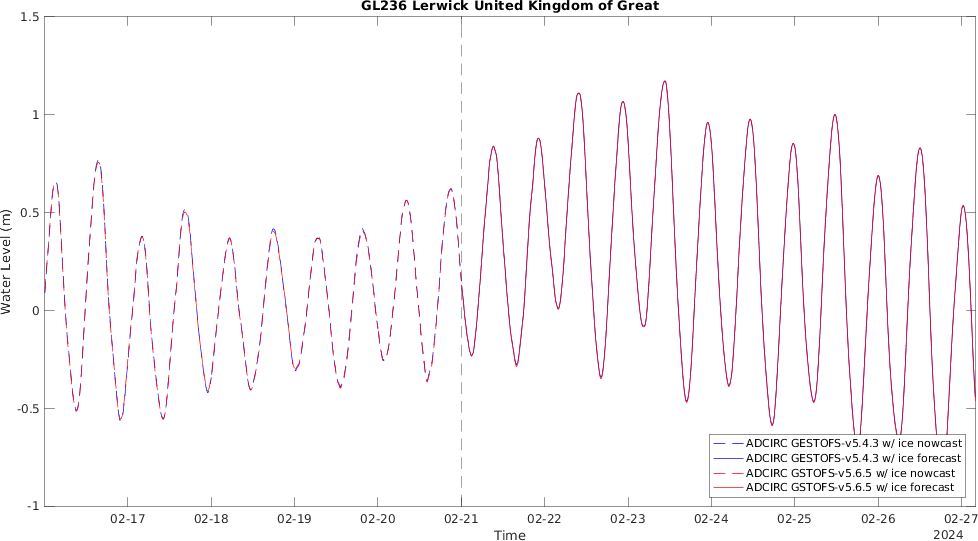 GL236 Lerwick United Kingdom of Great
1.5
1
0.5
0
-0.5
-1
Water Level (m)
02-17 02-18 02-19 02-20 02-21 02-22 02-23 02-24 02-25 02-26 02-27
Time
2024
ADCIRC GESTOFS-v5.4.3 w/ ice nowcast
ADCIRC GESTOFS-v5.4.3 w/ ice forecast
ADCIRC GSTOFS-v5.6.5 w/ ice nowcast
ADCIRC GSTOFS-v5.6.5 w/ ice forecast